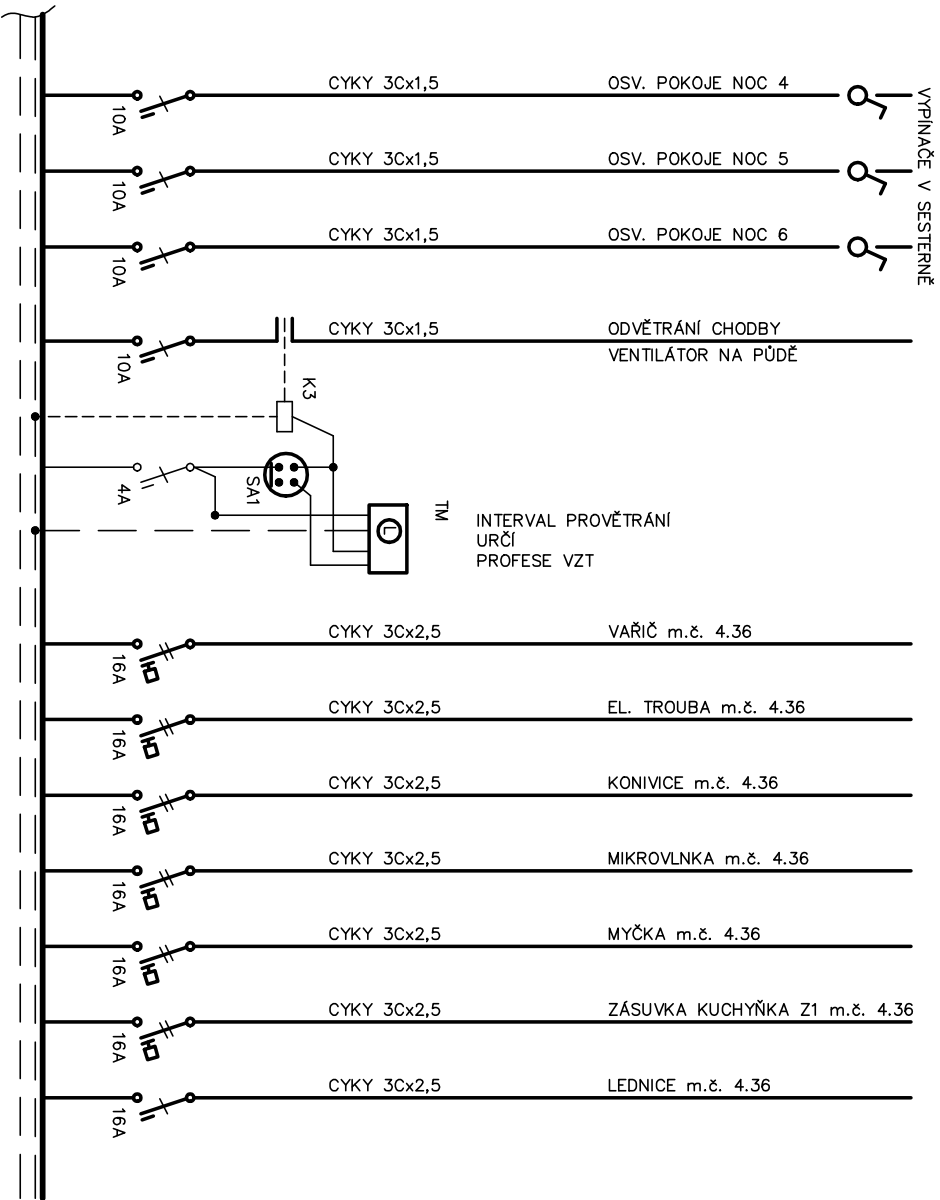 CYKY 3Cx1,5 OSV. POKOJE NOC 4
10A
VYPÍNAČE V SESTERNĚ
CYKY 3Cx1,5 OSV. POKOJE NOC 5
10A
CYKY 3Cx1,5 OSV. POKOJE NOC 6
10A
CYKY 3Cx1,5 ODVĚTRÁNÍ CHODBY
VENTILÁTOR NA PŮDĚ
10A
K3
4A
SA1
TM
L
INTERVAL PROVĚTRÁNÍ
URČÍ
PROFESE VZT
CYKY 3Cx2,5 VAŘIČ m.č. 4.36
16A
CYKY 3Cx2,5 EL. TROUBA m.č. 4.36
16A
CYKY 3Cx2,5 KONIVICE m.č. 4.36
16A
CYKY 3Cx2,5 MIKROVLNKA m.č. 4.36
16A
CYKY 3Cx2,5 MYČKA m.č. 4.36
16A
CYKY 3Cx2,5 ZÁSUVKA KUCHYŇKA Z1 m.č. 4.36
16A
CYKY 3Cx2,5 LEDNICE m.č. 4.36
16A